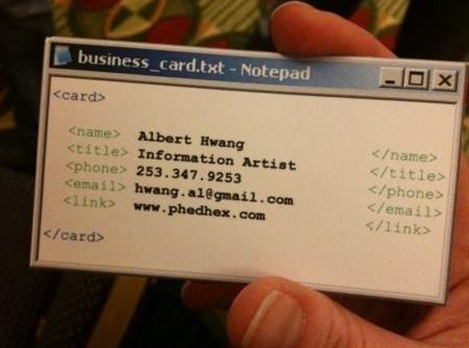 business_card.txt - Notepad
<card>
<name> Albert Hwang </name>
<title> Information Artist </title>
<phone> 253.347.9253 </phone>
<email> hwang.al@gmail.com </email>
<link> www.phedhex.com </link>
</card>